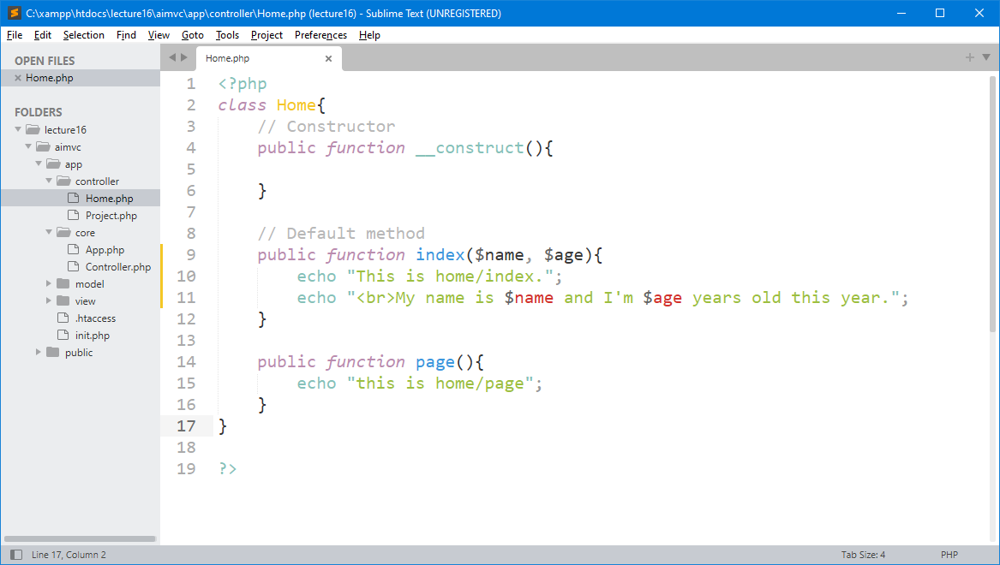 C:\xampp\htdocs\lecture16\aimvc\app\controller\Home.php (lecture16) - Sublime Text (UNREGISTERED)
File Edit Selection Find View Goto Tools Project Preferences Help
OPEN FILES
Home.php
FOLDERS
lecture16
aimvc
app
controller
Home.php
Project.php
core
App.php
Controller.php
model
view
.htaccess
init.php
public
Home.php
1 <?php
2 class Home{
3     // Constructor
4     public function __construct(){
5
6     }
7
8     // Default method
9     public function index($name, $age){
10         echo "This is home/index.";
11         echo "<br>My name is $name and I'm $age years old this year.";
12     }
13
14     public function page(){
15         echo "this is home/page";
16     }
17 }
18
19 ?>
Line 17, Column 2 Tab Size: 4 PHP